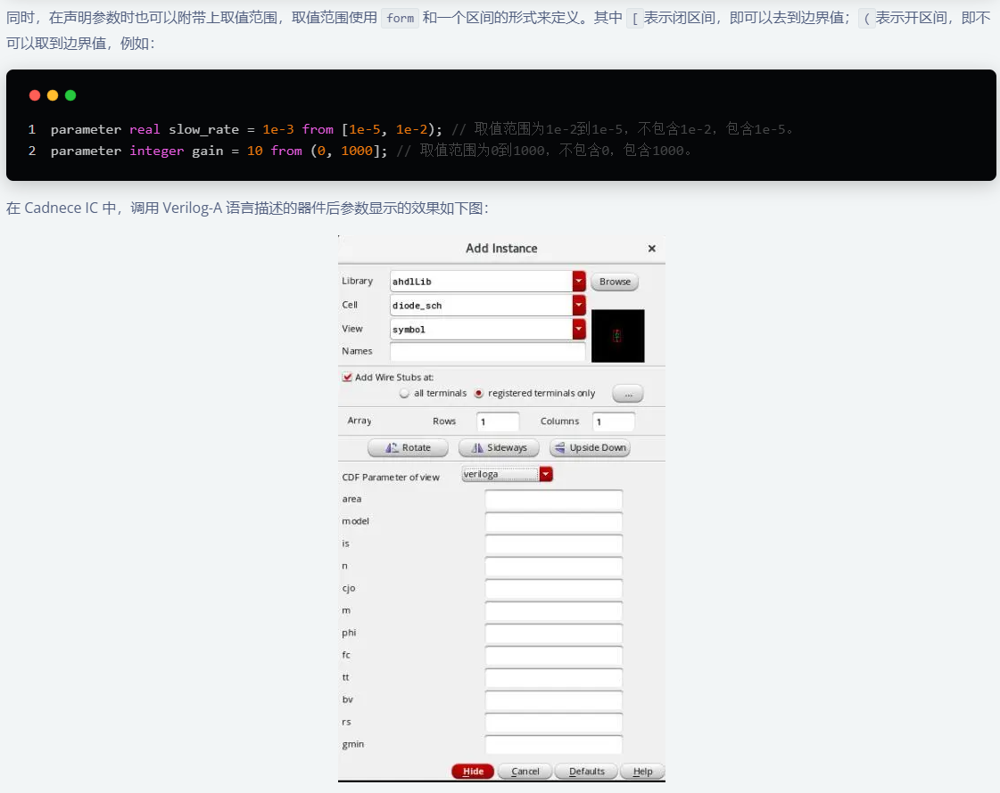 同时，在声明参数时也可以附带上取值范围，取值范围使用 form 和一个区间的形式来定义。其中 [ 表示闭区间，即可以去到边界值； ( 表示开区间，即不
可以取到边界值，例如：
1 parameter real slow_rate = 1e-3 from [1e-5, 1e-2); // 取值范围为1e-2到1e-5，不包含1e-2，包含1e-5。
2 parameter integer gain = 10 from (0, 1000]; // 取值范围为0到1000，不包含0，包含1000。
在 Cadnece IC 中，调用 Verilog-A 语言描述的器件后参数显示的效果如下图：
Add Instance ×
Library ahdlLib Browse
Cell diode_sch
View symbol
Names
Add Wire Stubs at:
all terminals registered terminals only ...
Array Rows 1 Columns 1
Rotate Sideways Upside Down
CDF Parameter of view veriloga
area
model
is
n
cjo
m
phi
fc
tt
bv
rs
gmin
Hide Cancel Defaults Help